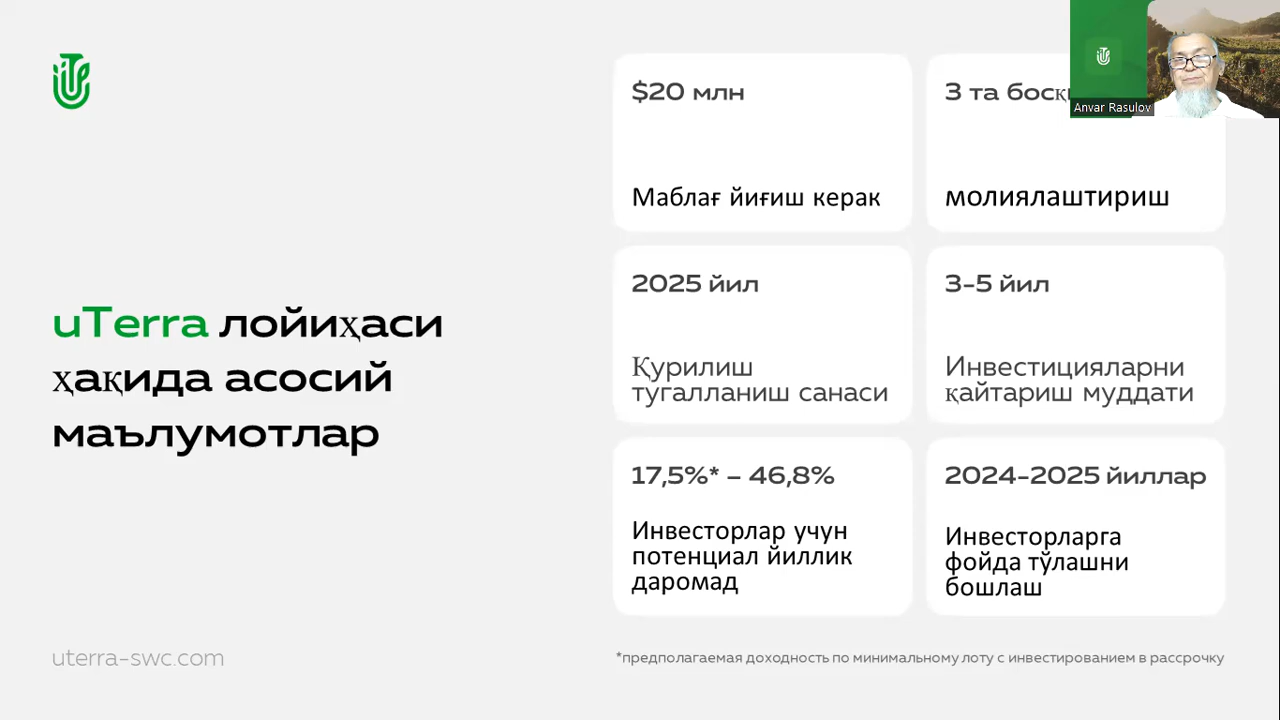 uTerra лойиҳаси
ҳақида асосий
маълумотлар
uterra-swc.com
$20 млн
Маблағ йиғиш керак
3 та
молиялаштириш
Anvar Rasulov
2025 йил
Қурилиш
тугалланиш санаси
3-5 йил
Инвестицияларни
қайтариш муддати
17,5%* – 46,8%
Инвесторлар учун
потенциал йиллик
даромад
2024-2025 йиллар
Инвесторларга
фойда тўлашни
бошлаш
*предполагаемая доходность по минимальному лоту с инвестированием в рассрочку